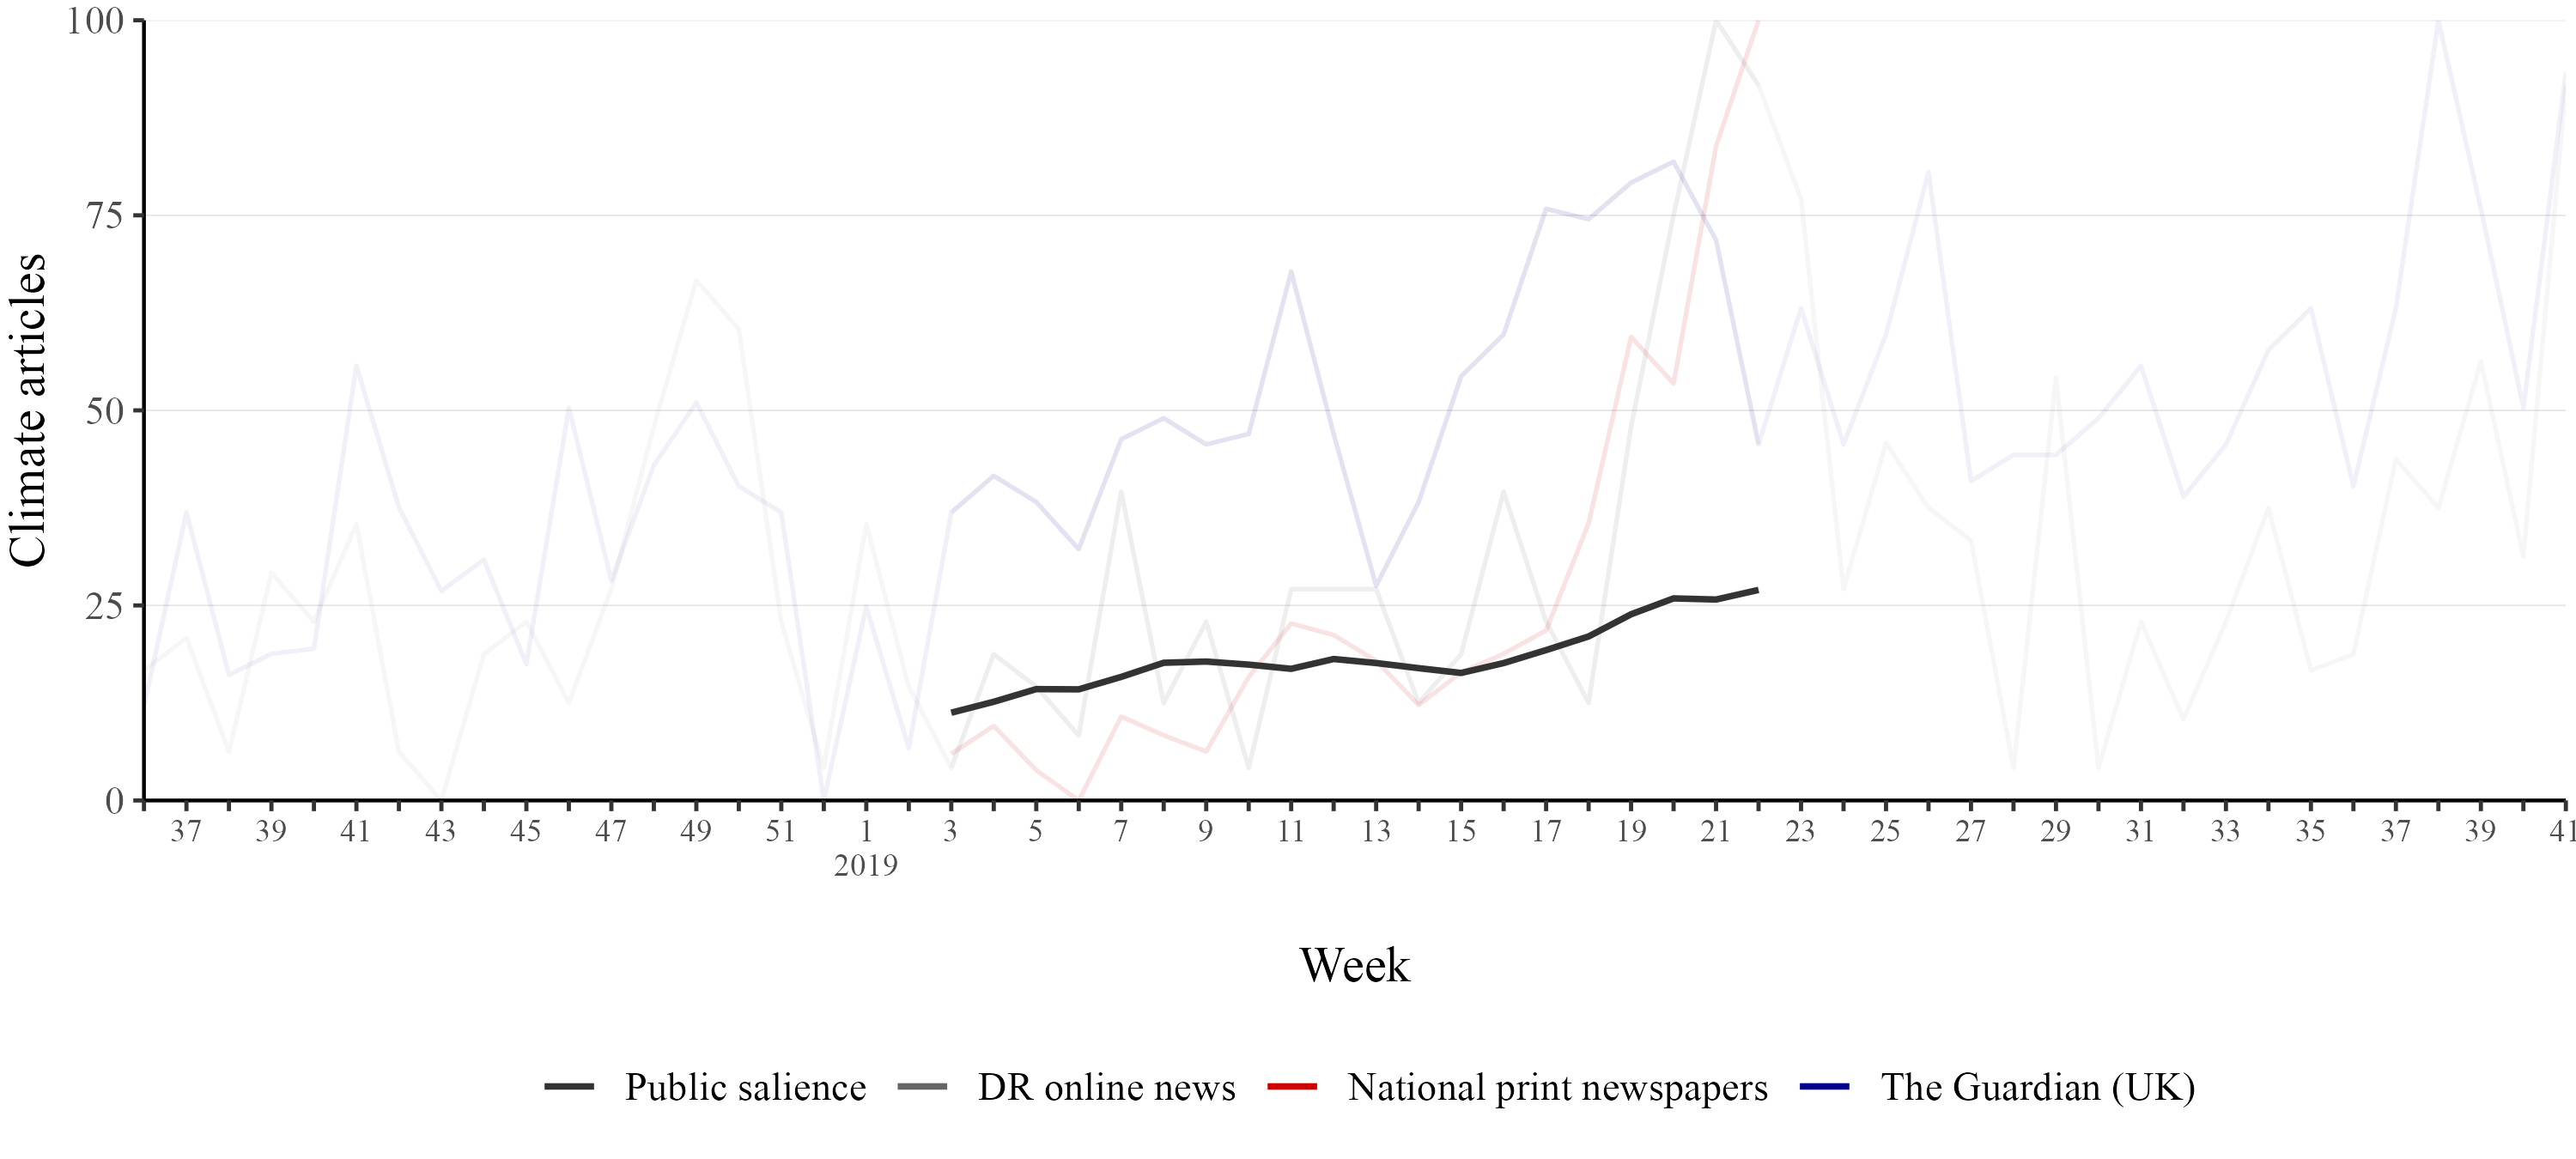 100
75
50
25
0
Climate articles
37 39 41 43 45 47 49 51 1 3 5 7 9 11 13 15 17 19 21 23 25 27 29 31 33 35 37 39 41
2019
Week
Public salience DR online news National print newspapers The Guardian (UK)